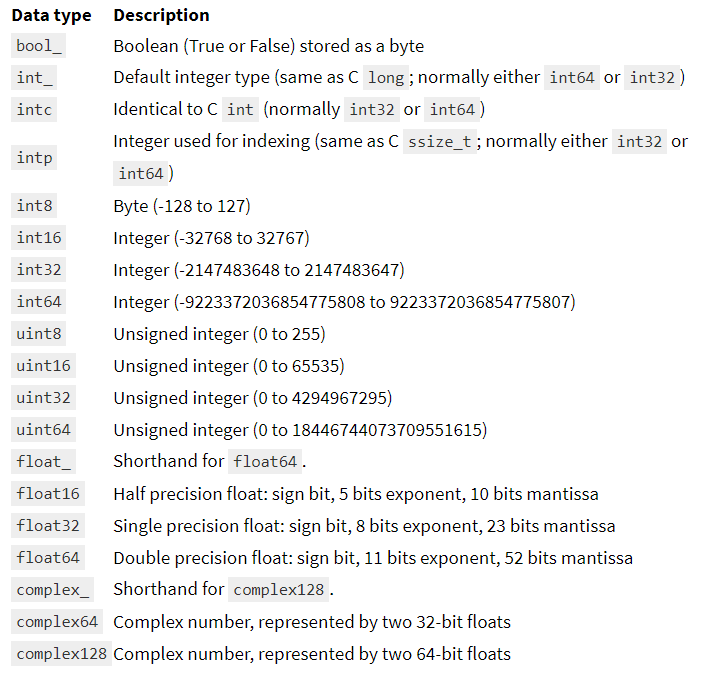 Data type Description
bool_ Boolean (True or False) stored as a byte
int_ Default integer type (same as C long; normally either int64 or int32)
intc Identical to C int (normally int32 or int64)
intp Integer used for indexing (same as C ssize_t; normally either int32 or
int64)
int8 Byte (-128 to 127)
int16 Integer (-32768 to 32767)
int32 Integer (-2147483648 to 2147483647)
int64 Integer (-9223372036854775808 to 9223372036854775807)
uint8 Unsigned integer (0 to 255)
uint16 Unsigned integer (0 to 65535)
uint32 Unsigned integer (0 to 4294967295)
uint64 Unsigned integer (0 to 18446744073709551615)
float_ Shorthand for float64.
float16 Half precision float: sign bit, 5 bits exponent, 10 bits mantissa
float32 Single precision float: sign bit, 8 bits exponent, 23 bits mantissa
float64 Double precision float: sign bit, 11 bits exponent, 52 bits mantissa
complex_ Shorthand for complex128.
complex64 Complex number, represented by two 32-bit floats
complex128 Complex number, represented by two 64-bit floats